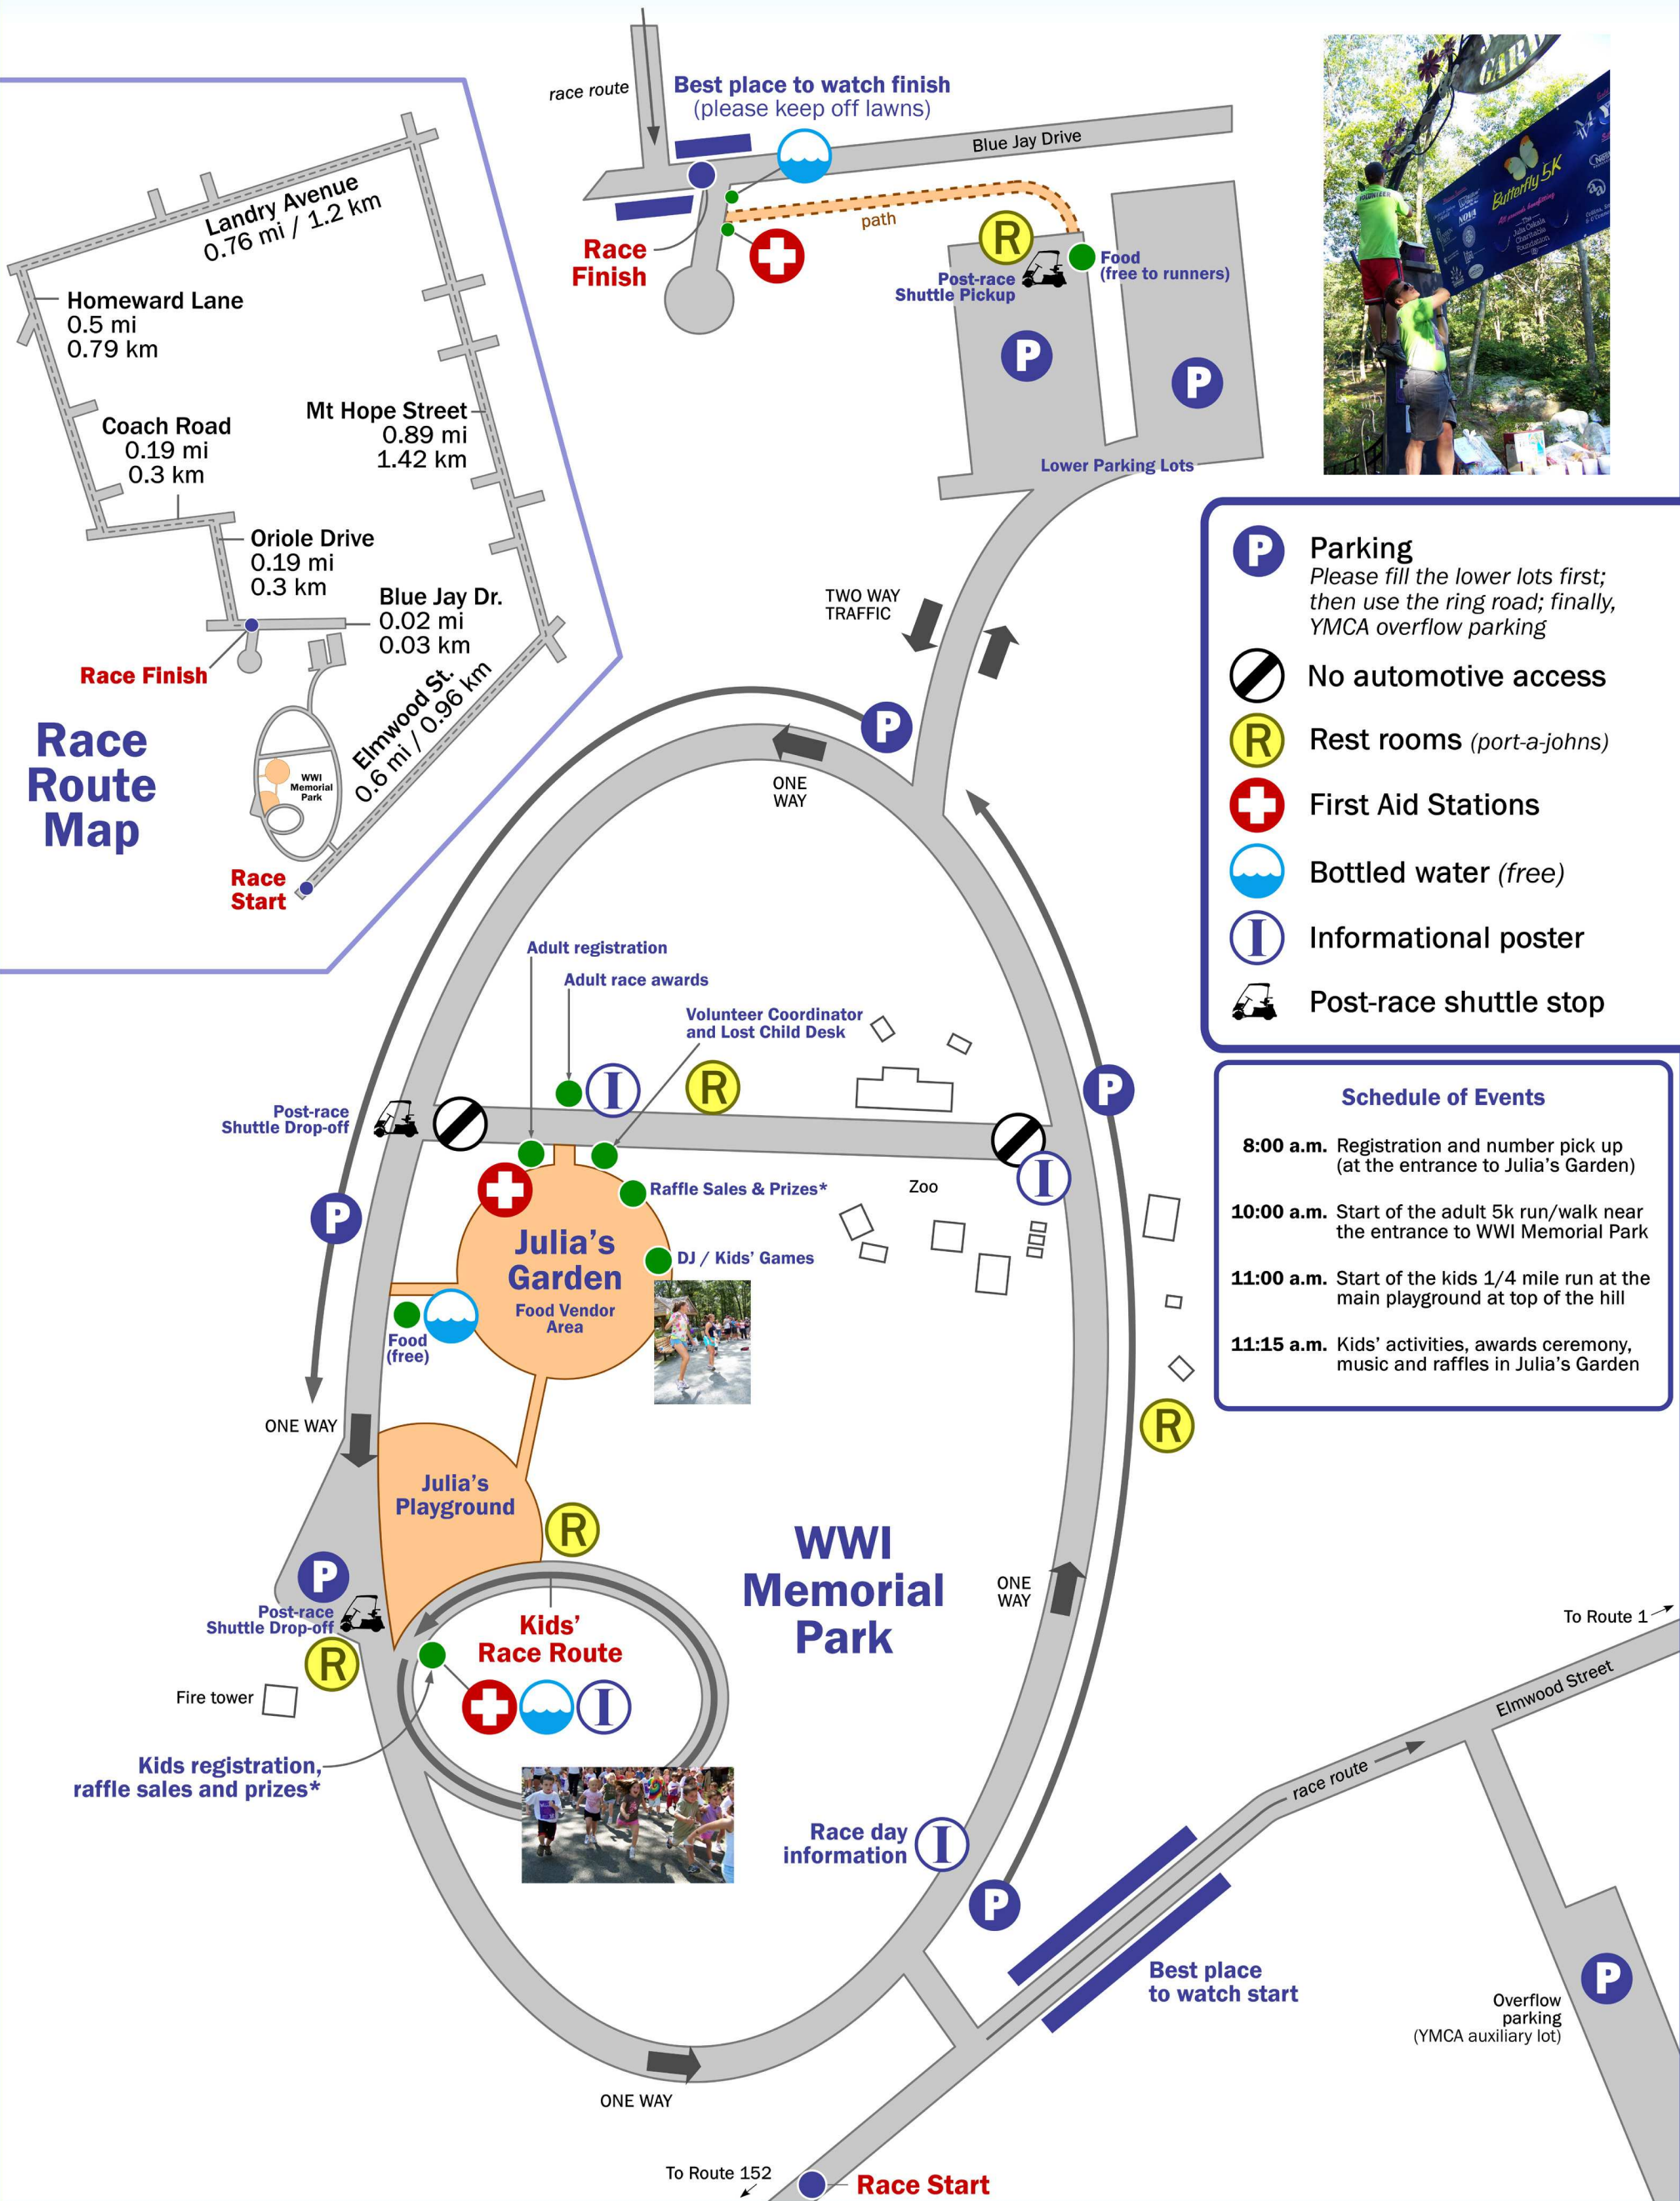 race route
Best place to watch finish
(please keep off lawns)
Blue Jay Drive
path
Race
Finish
R
Post-race
Shuttle Pickup
Food
(free to runners)
P
P
Lower Parking Lots
GARD
VOLUNTEER
Butterfly 5K
All proceeds benefitting
The
Julia Cekala
Charitable
Foundation
NOVA
Landry Avenue
0.76 mi / 1.2 km
Homeward Lane
0.5 mi
0.79 km
Coach Road
0.19 mi
0.3 km
Mt Hope Street
0.89 mi
1.42 km
Oriole Drive
0.19 mi
0.3 km
Blue Jay Dr.
0.02 mi
0.03 km
Race Finish
Elmwood St.
0.6 mi / 0.96 km
WWI
Memorial
Park
Race
Start
Race
Route
Map
P
Parking
Please fill the lower lots first;
then use the ring road; finally,
YMCA overflow parking
No automotive access
R
Rest rooms (port-a-johns)
First Aid Stations
Bottled water (free)
I
Informational poster
Post-race shuttle stop
Schedule of Events
8:00 a.m. Registration and number pick up
(at the entrance to Julia's Garden)
10:00 a.m. Start of the adult 5k run/walk near
the entrance to WWI Memorial Park
11:00 a.m. Start of the kids 1/4 mile run at the
main playground at top of the hill
11:15 a.m. Kids' activities, awards ceremony,
music and raffles in Julia's Garden
TWO WAY
TRAFFIC
P
ONE
WAY
Adult registration
Adult race awards
Volunteer Coordinator
and Lost Child Desk
I
R
P
Post-race
Shuttle Drop-off
I
Raffle Sales & Prizes*
Zoo
P
Julia's
Garden
Food Vendor
Area
DJ / Kids' Games
Food
(free)
ONE WAY
R
Julia's
Playground
R
P
Post-race
Shuttle Drop-off
R
Fire tower
Kids'
Race Route
I
Kids registration,
raffle sales and prizes*
WWI
Memorial
Park
ONE
WAY
Race day
information
I
P
To Route 1
Elmwood Street
race route
Best place
to watch start
P
Overflow
parking
(YMCA auxiliary lot)
ONE WAY
To Route 152
Race Start